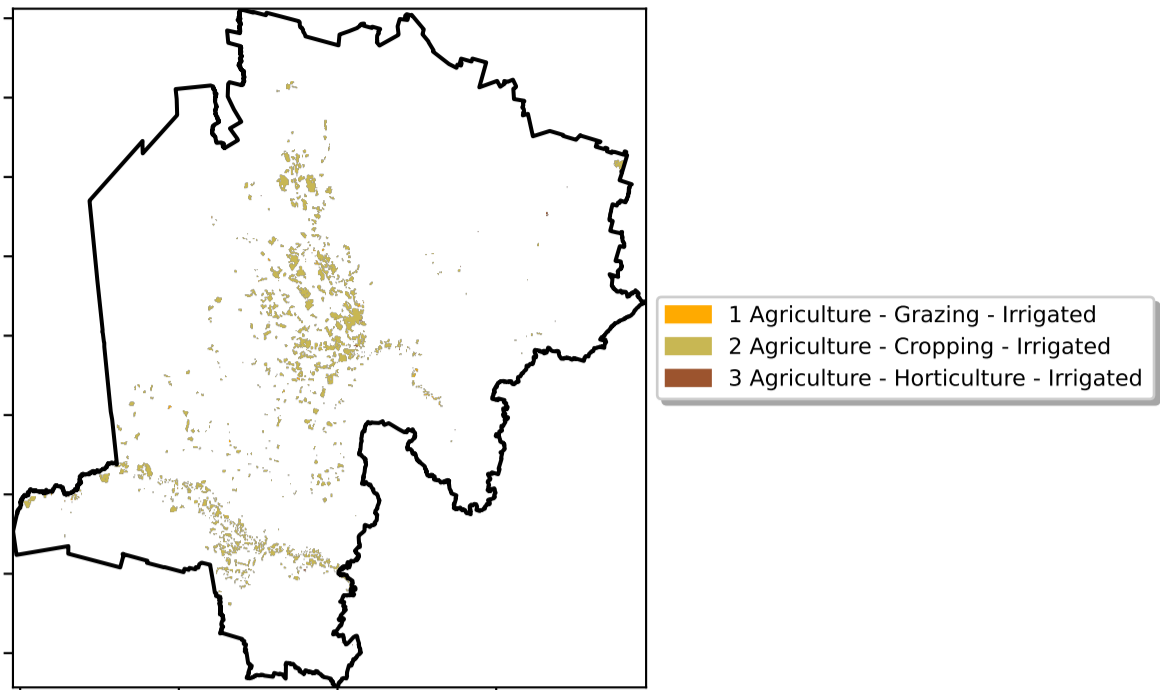 1 Agriculture - Grazing - Irrigated
2 Agriculture - Cropping - Irrigated
3 Agriculture - Horticulture - Irrigated